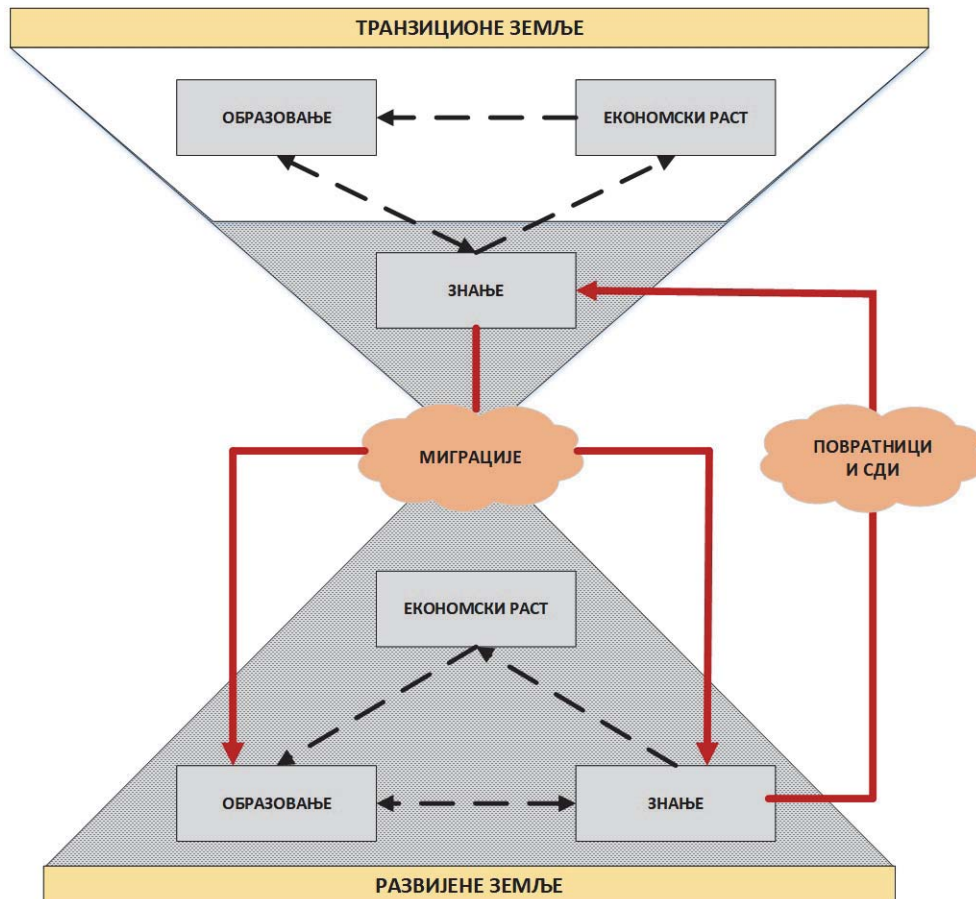 ТРАНЗИЦИОНЕ ЗЕМЉЕ
ОБРАЗОВАЊЕ
ЕКОНОМСКИ РАСТ
ЗНАЊЕ
МИГРАЦИЈЕ
ПОВРАТНИЦИ
И СДИ
ЕКОНОМСКИ РАСТ
ОБРАЗОВАЊЕ
ЗНАЊЕ
РАЗВИЈЕНЕ ЗЕМЉЕ